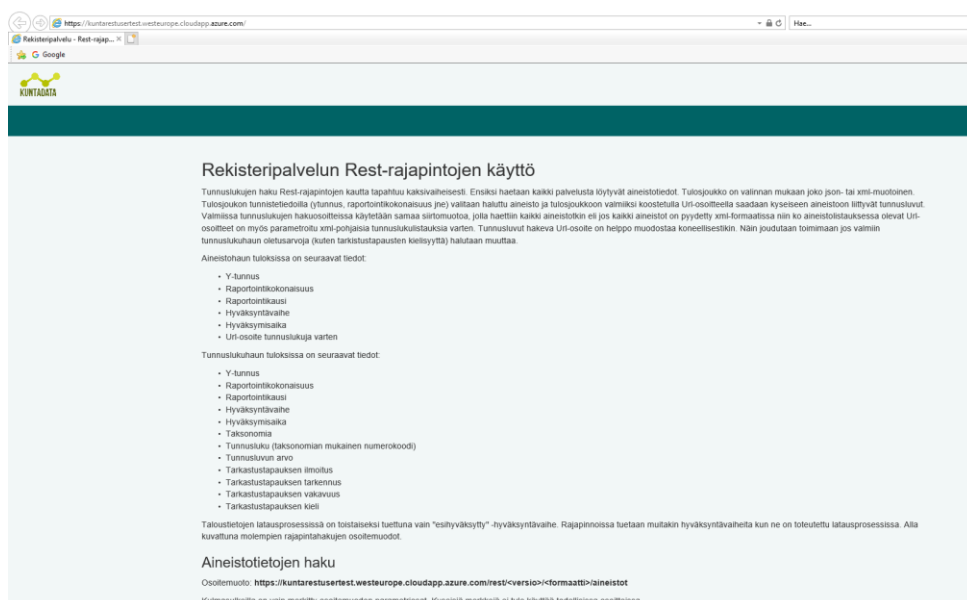 https://kuntarestusertest.westeurope.cloudapp.azure.com/
Hae...
Rekisteripalvelu - Rest-rajap...
Google
KUNTADATA
Rekisteripalvelun Rest-rajapintojen käyttö
Tunnuslukujen haku Rest-rajapintojen kautta tapahtuu kaksivaiheisesti. Ensiksi haetaan kaikki palvelusta löytyvät aineistotiedot. Tulosjoukko on valinnan mukaan joko json- tai xml-muotoinen.
Tulosjoukon tunnistetiedoilla (ytunnus, raportointikokonaisuus jne) valitaan haluttu aineisto ja tulosjoukkoon valmiiksi koostetulla Url-osoitteella saadaan kyseiseen aineistoon liittyvät tunnusluvut.
Valmiissa tunnuslukujen hakuosoitteissa käytetään samaa siirtomuotoa, jolla haettiin kaikki aineistotkin eli jos kaikki aineistot on pyydetty xml-formaatissa niin ko aineistolistauksessa olevat Url-
osoitteet on myös parametroitu xml-pohjaisia tunnuslukulistauksia varten. Tunnusluvut hakeva Url-osoite on helppo muodostaa koneellisestikin. Näin joudutaan toimimaan jos valmiin
tunnuslukuhaun oletusarvoja (kuten tarkistustapausten kielisyyttä) halutaan muuttaa.
Aineistohaun tuloksissa on seuraavat tiedot:
• Y-tunnus
• Raportointikokonaisuus
• Raportointikausi
• Hyväksyntävaihe
• Hyväksymisaika
• Url-osoite tunnuslukuja varten
Tunnuslukuhaun tuloksissa on seuraavat tiedot:
• Y-tunnus
• Raportointikokonaisuus
• Raportointikausi
• Hyväksyntävaihe
• Hyväksymisaika
• Taksonomia
• Tunnusluku (taksonomian mukainen numerokoodi)
• Tunnusluvun arvo
• Tarkastustapauksen ilmoitus
• Tarkastustapauksen tarkennus
• Tarkastustapauksen vakavuus
• Tarkastustapauksen kieli
Taloustietojen latausprosessissä on toistaiseksi tuettuna vain "esihyväksytty" -hyväksyntävaihe. Rajapinnoissa tuetaan muitakin hyväksyntävaiheita kun ne on toteutettu latausprosessissa. Alla
kuvattuna molempien rajapintahakujen osoitemuodot.
Aineistotietojen haku
Osoitemuoto: https://kuntarestusertest.westeurope.cloudapp.azure.com/rest/<versio>/<formaatti>/aineistot